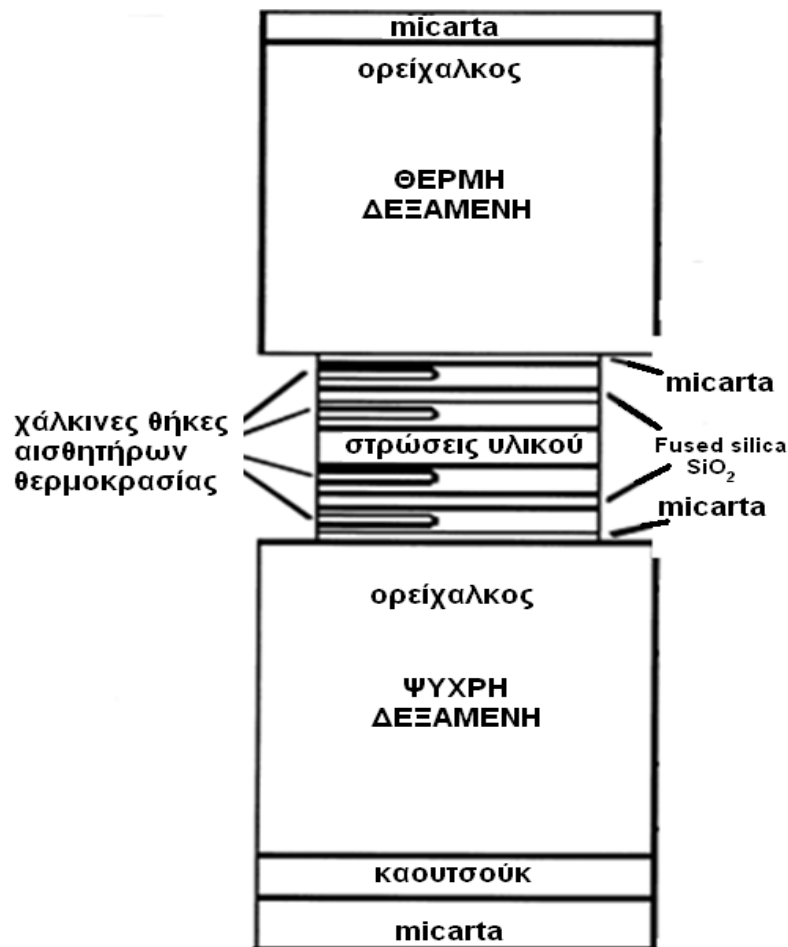 micarta
ορείχαλκος
ΘΕΡΜΗ
ΔΕΞΑΜΕΝΗ
micarta
χάλκινες θήκες
αισθητήρων
θερμοκρασίας
στρώσεις υλικού
Fused silica
SiO₂
micarta
ορείχαλκος
ΨΥΧΡΗ
ΔΕΞΑΜΕΝΗ
καουτσούκ
micarta